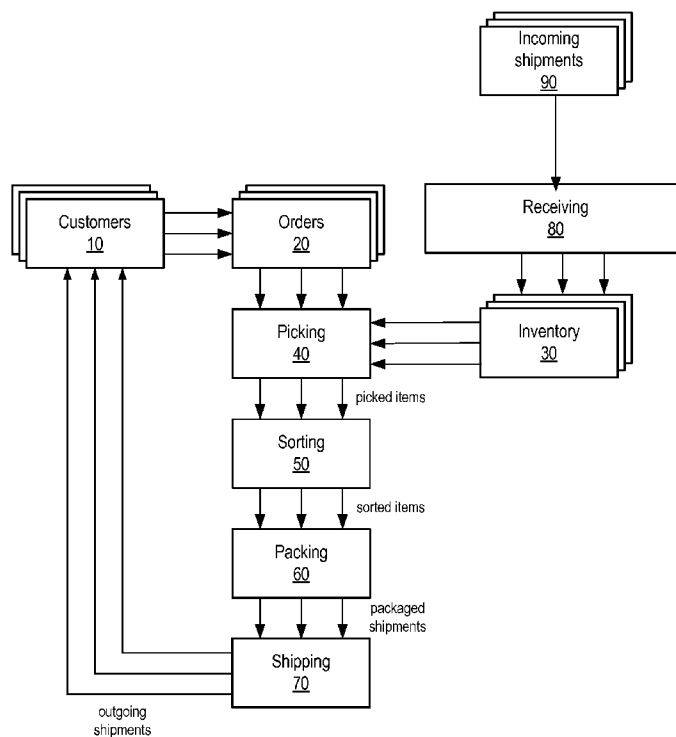 Incoming
shipments
90
Receiving
80
Customers
10
Orders
20
Inventory
30
Picking
40
picked items
Sorting
50
sorted items
Packing
60
packaged
shipments
Shipping
70
outgoing
shipments